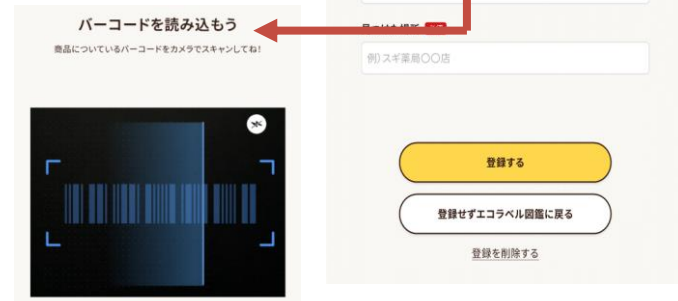 バーコードを読み込もう
商品についているバーコードをカメラでスキャンしてね!
例）スギ薬局〇〇店
登録する
登録せずエコラベル図鑑に戻る
登録を削除する